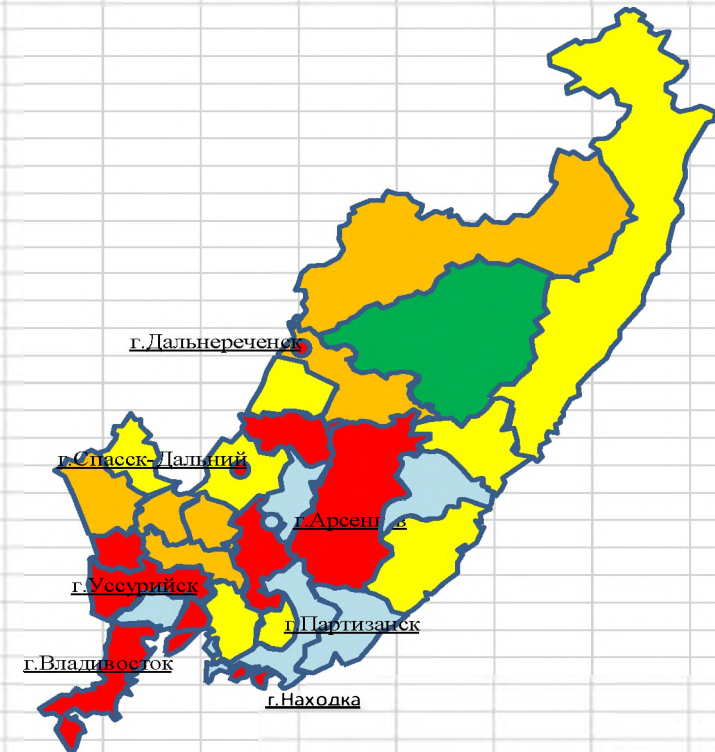 г.Дальнереченск
г.Спасск-Дальний
г.Арсеньев
г.Уссурийск
г.Партизанск
г.Владивосток
г.Находка